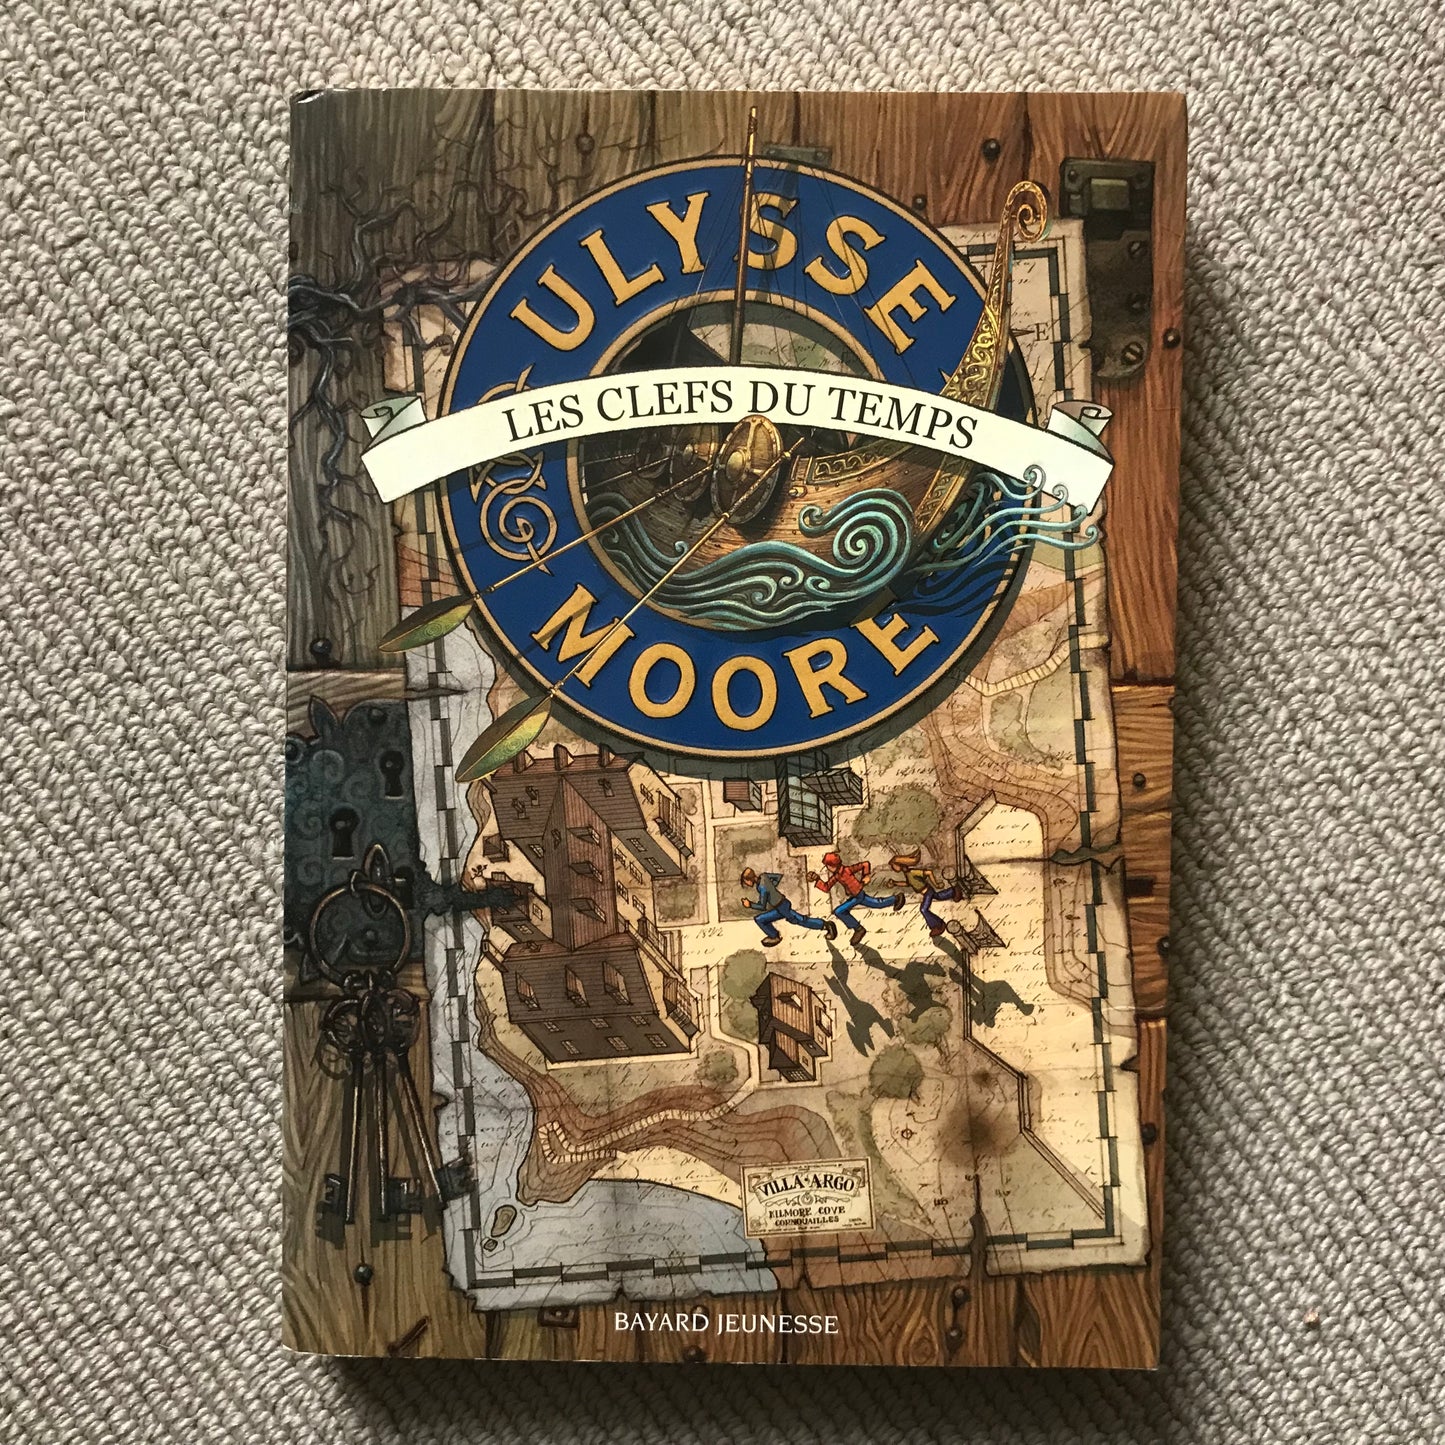 ULYSSE
LES CLEFS DU TEMPS
MOORE
E
VILLA·ARGO
KILMORE COVE
CORNOUAILLES
BAYARD JEUNESSE